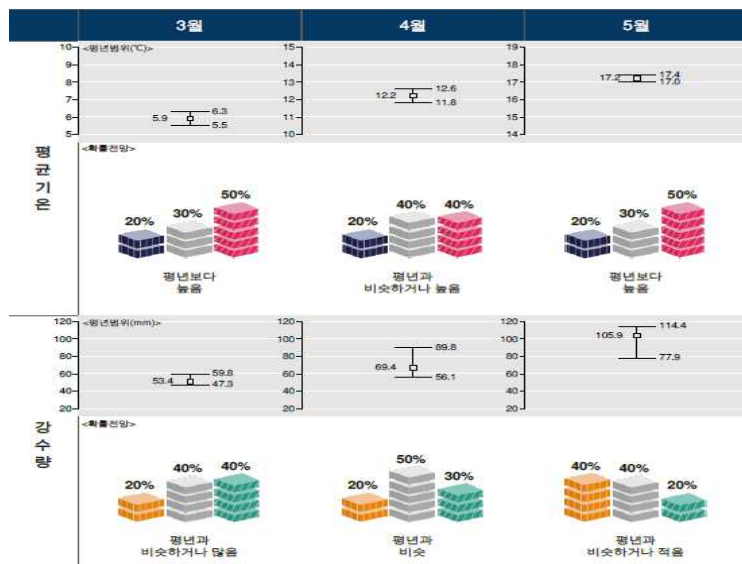 3월 4월 5월
평균기온
<평년범위(℃)>
10 9 8 7 6 5
6.3
5.9
5.5
15 14 13 12 11 10
12.6
12.2
11.8
19 18 17 16 15 14
17.4
17.2
17.0
<확률전망>
20% 30% 50%
평년보다
높음
20% 40% 40%
평년과
비슷하거나 높음
20% 30% 50%
평년보다
높음
강수량
<평년범위(mm)>
120 100 80 60 40 20
59.8
53.4
47.3
120 100 80 60 40 20
89.8
69.4
56.1
120 100 80 60 40 20
114.4
105.9
77.9
<확률전망>
20% 40% 40%
평년과
비슷하거나 많음
20% 50% 30%
평년과
비슷
40% 40% 20%
평년과
비슷하거나 적음